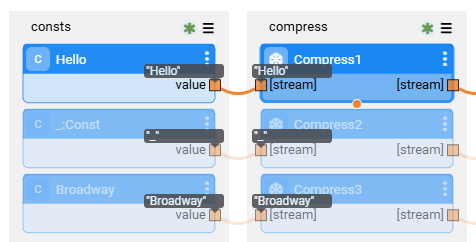 consts
C Hello
"Hello"
value
C _:Const
"_"
value
C Broadway
"Broadway"
value
compress
Compress1
"Hello"
[stream] [stream]
Compress2
"_"
[stream] [stream]
Compress3
"Broadway"
[stream] [stream]